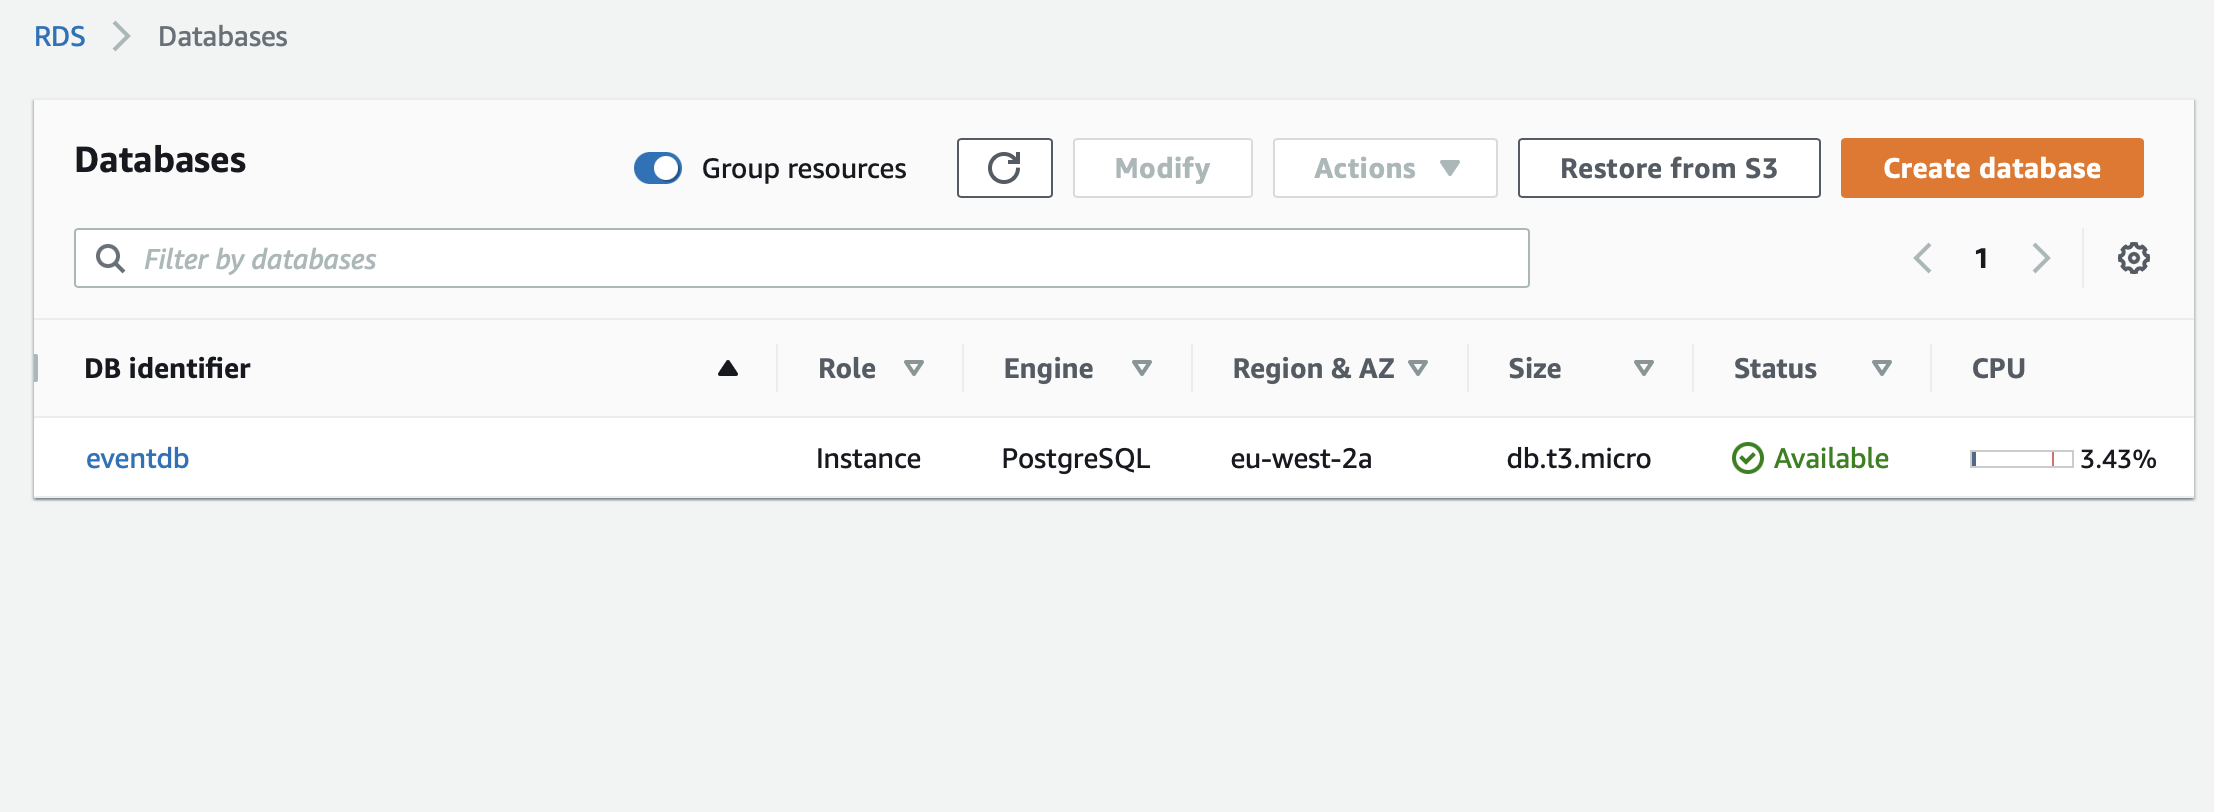 RDS Databases
Databases Group resources Modify Actions Restore from S3 Create database
Filter by databases 1
DB identifier Role Engine Region & AZ Size Status CPU
eventdb Instance PostgreSQL eu-west-2a db.t3.micro Available 3.43%